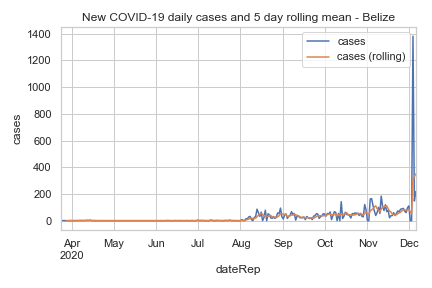 New COVID-19 daily cases and 5 day rolling mean - Belize
cases
cases (rolling)
1400
1200
1000
800
600
400
200
0
cases
Apr May Jun Jul Aug Sep Oct Nov Dec
2020
dateRep